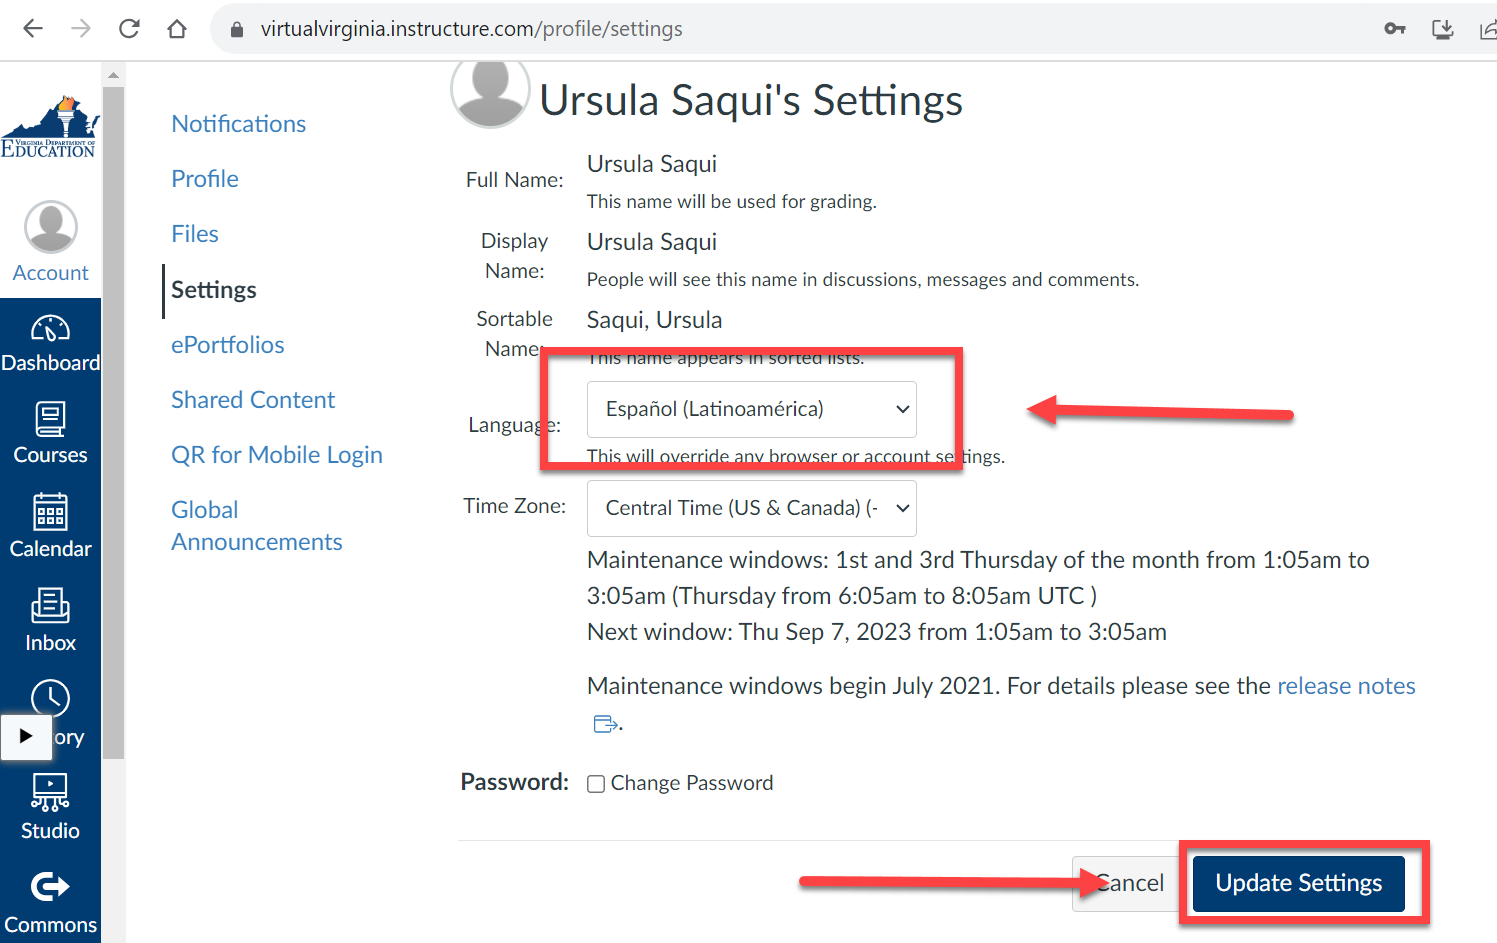 virtualvirginia.instructure.com/profile/settings
VIRGINIA DEPARTMENT OF
EDUCATION
Account
Dashboard
Courses
Calendar
Inbox
ory
Studio
Commons
Notifications
Profile
Files
Settings
ePortfolios
Shared Content
QR for Mobile Login
Global
Announcements
Ursula Saqui's Settings
Full Name:
Ursula Saqui
This name will be used for grading.
Display
Name:
Ursula Saqui
People will see this name in discussions, messages and comments.
Sortable
Name:
Saqui, Ursula
This name appears in sorted lists.
Language:
Español (Latinoamérica)
This will override any browser or account settings.
Time Zone:
Central Time (US & Canada) (-
Maintenance windows: 1st and 3rd Thursday of the month from 1:05am to
3:05am (Thursday from 6:05am to 8:05am UTC )
Next window: Thu Sep 7, 2023 from 1:05am to 3:05am
Maintenance windows begin July 2021. For details please see the release notes
.
Password:
Change Password
Cancel
Update Settings